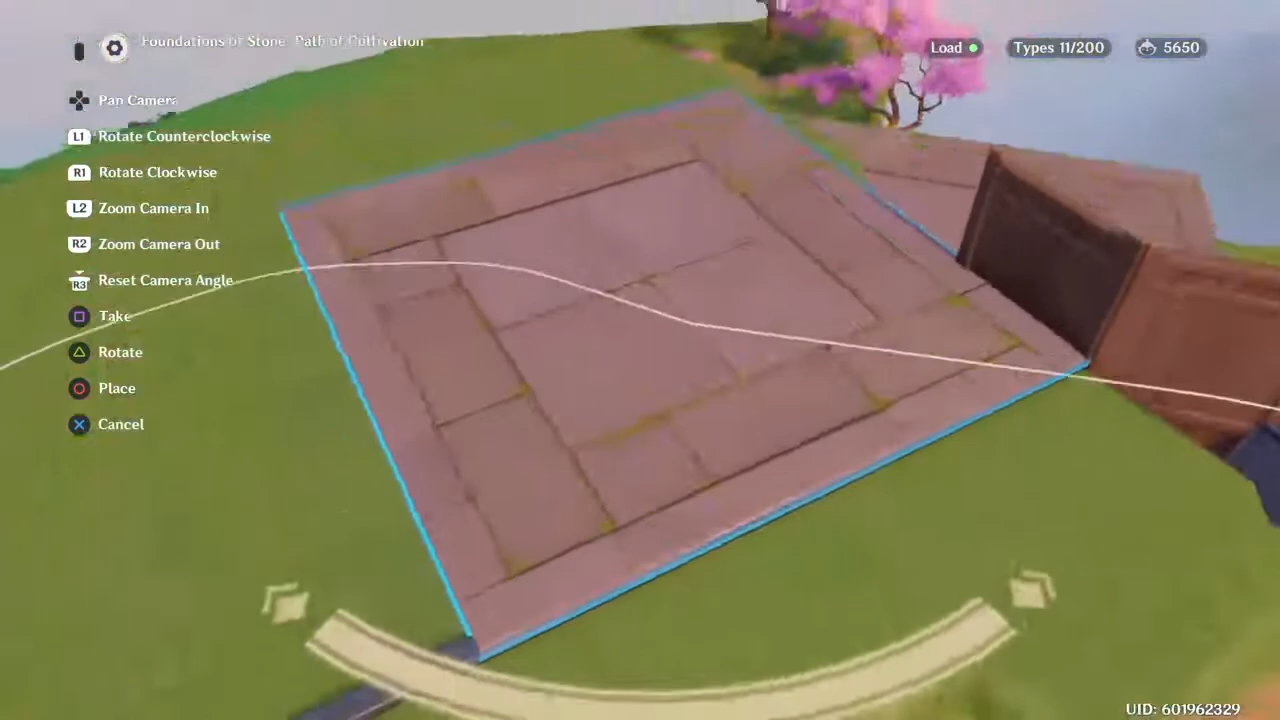 Foundations of Stone: Path of Cultivation
Load
Types 11/200
5650
Pan Camera
L1 Rotate Counterclockwise
R1 Rotate Clockwise
L2 Zoom Camera In
R2 Zoom Camera Out
R3 Reset Camera Angle
Take
Rotate
Place
Cancel
UID: 601962329